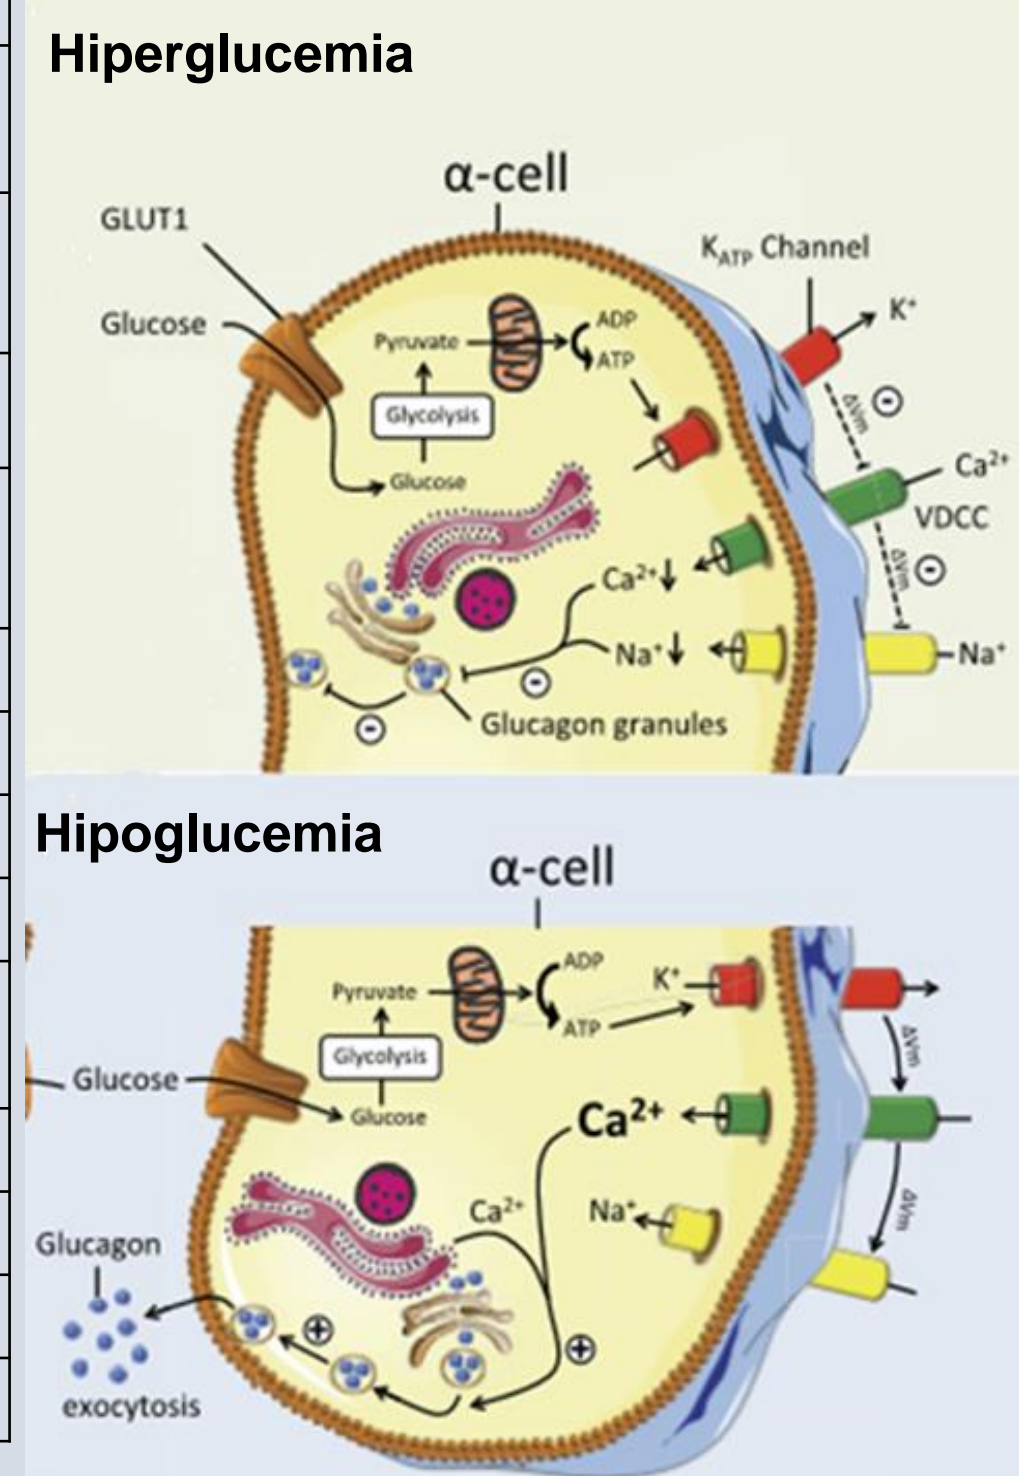 Hiperglucemia
α-cell
GLUT1
K_ATP Channel
K⁺
Glucose
ADP
Pyruvate
ATP
ΔVm
-
Glycolysis
Ca²⁺
Glucose
VDCC
ΔVm
-
Ca²⁺↓
Na⁺↓
Na⁺
-
-
Glucagon granules
Hipoglucemia
α-cell
ADP
K⁺
Pyruvate
ATP
ΔVm
Glycolysis
Glucose
Glucose
Ca²⁺
Ca²⁺
Na⁺
ΔVm
Glucagon
+
+
exocytosis